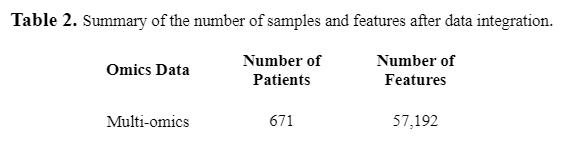 Table 2. Summary of the number of samples and features after data integration.
Omics Data Number of Patients Number of Features
Multi-omics 671 57,192